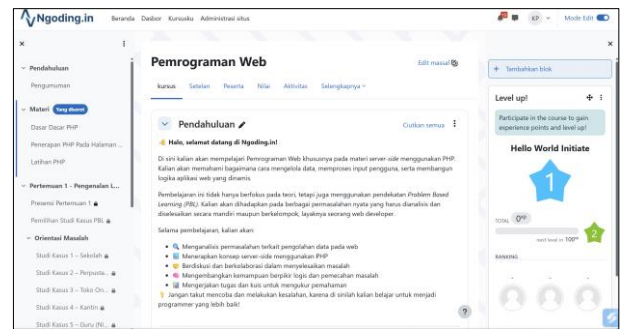 Ngoding.in
Beranda Dasbor Kursusku Administrasi situs
KP
Mode Edit
Pendahuluan
Pengumuman
Materi Yang disorot
Dasar Dasar PHP
Penerapan PHP Pada Halaman ...
Latihan PHP
Pertemuan 1 - Pengenalan L...
Presensi Pertemuan 1
Pemilihan Studi Kasus PBL
Orientasi Masalah
Studi Kasus 1 – Sekolah
Studi Kasus 2 – Perpusta...
Studi Kasus 3 – Toko On...
Studi Kasus 4 – Kantin
Studi Kasus 5 – Guru (Ni...
Pemrograman Web
Edit massal
kursus Setelan Peserta Nilai Aktivitas Selengkapnya
Pendahuluan
Ciutkan semua
Halo, selamat datang di Ngoding.in!
Di sini kalian akan mempelajari Pemrograman Web khususnya pada materi server-side menggunakan PHP.
Kalian akan memahami bagaimana cara mengelola data, memproses input pengguna, serta membangun
logika aplikasi web yang dinamis.
Pembelajaran ini tidak hanya berfokus pada teori, tetapi juga menggunakan pendekatan Problem Based
Learning (PBL). Kalian akan dihadapkan pada berbagai permasalahan nyata yang harus dianalisis dan
diselesaikan secara mandiri maupun berkelompok, layaknya seorang web developer.
Selama pembelajaran, kalian akan:
Menganalisis permasalahan terkait pengolahan data pada web
Menerapkan konsep server-side menggunakan PHP
Berdiskusi dan berkolaborasi dalam menyelesaikan masalah
Mengembangkan kemampuan berpikir logis dan pemecahan masalah
Mengerjakan tugas dan kuis untuk mengukur pemahaman
Jangan takut mencoba dan melakukan kesalahan, karena di sinilah kalian belajar untuk menjadi
programmer yang lebih baik!
?
+ Tambahkan blok
Level up!
Participate in the course to gain
experience points and level up!
Hello World Initiate
1
TOTAL 0xp
next level in 100xp
2
RANKING